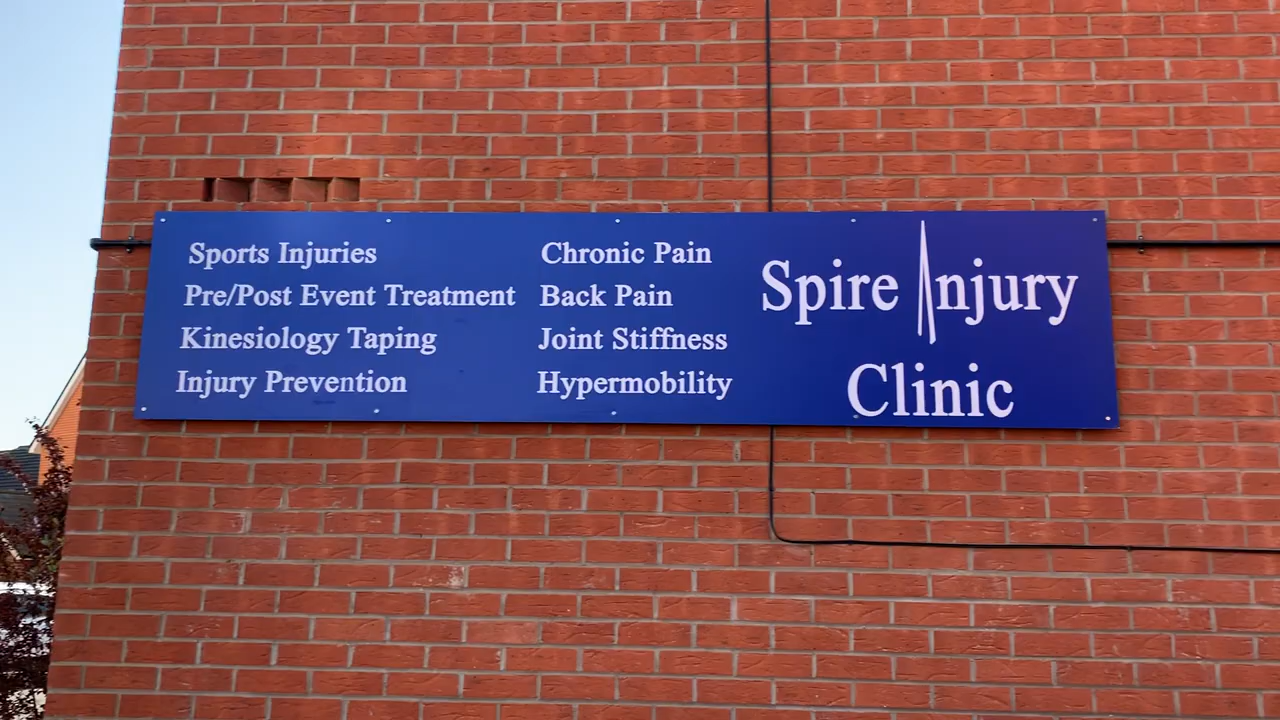 Sports Injuries
Pre/Post Event Treatment
Kinesiology Taping
Injury Prevention
Chronic Pain
Back Pain
Joint Stiffness
Hypermobility
Spire Injury
Clinic